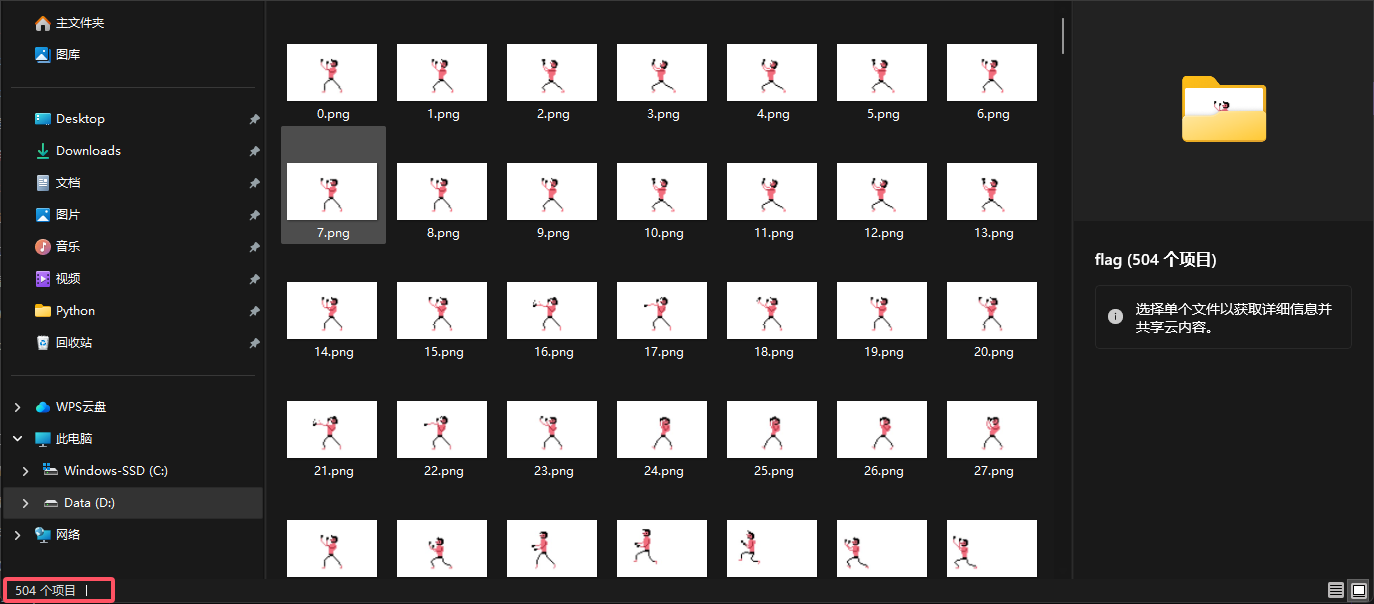 主文件夹
图库
Desktop
Downloads
文档
图片
音乐
视频
Python
回收站
WPS云盘
此电脑
Windows-SSD (C:)
Data (D:)
网络
0.png 1.png 2.png 3.png 4.png 5.png 6.png
7.png 8.png 9.png 10.png 11.png 12.png 13.png
14.png 15.png 16.png 17.png 18.png 19.png 20.png
21.png 22.png 23.png 24.png 25.png 26.png 27.png
flag (504 个项目)
选择单个文件以获取详细信息并
共享云内容。
504 个项目